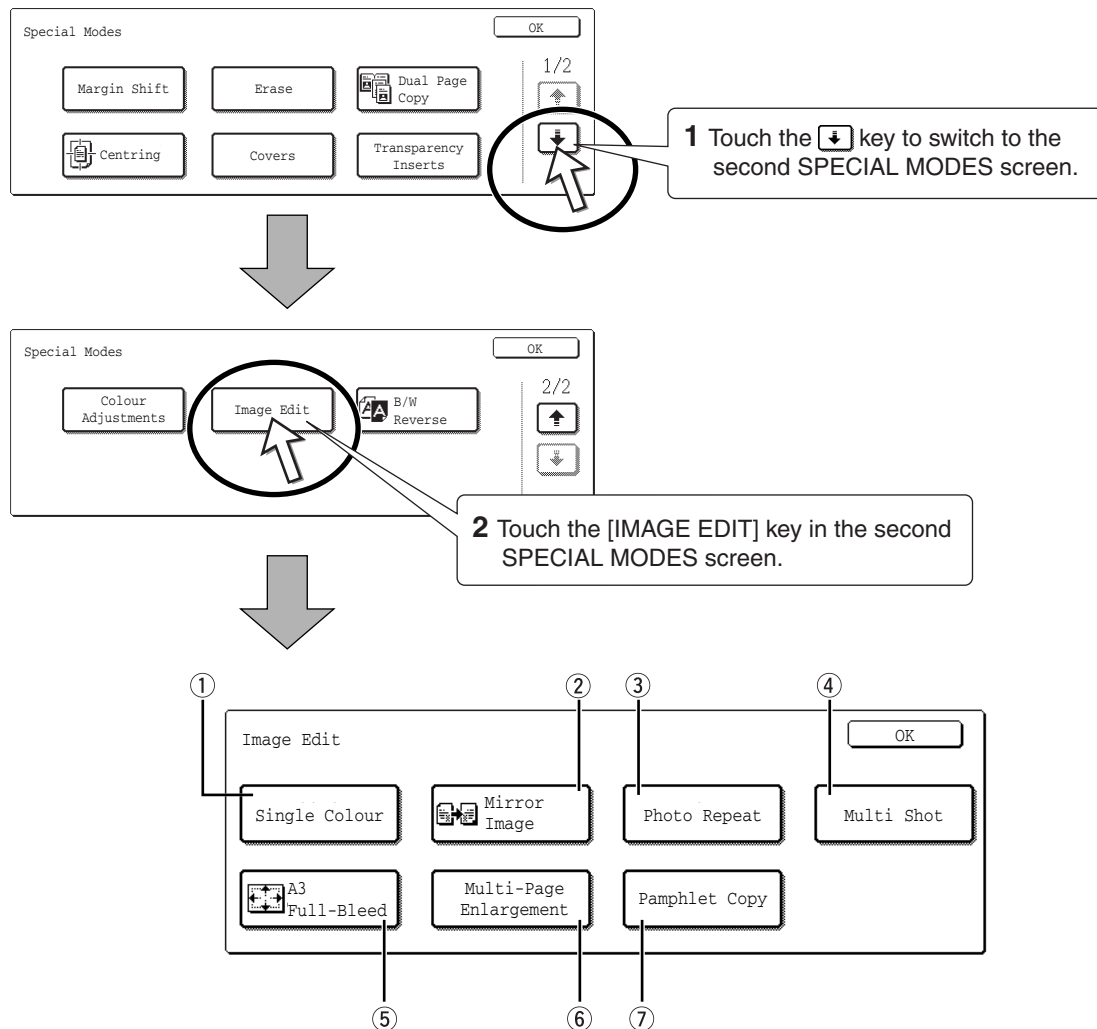 Special Modes
OK
Margin Shift
Erase
Dual Page
Copy
1/2
Centring
Covers
Transparency
Inserts
1 Touch the ↓ key to switch to the
second SPECIAL MODES screen.
Special Modes
OK
Colour
Adjustments
Image Edit
B/W
Reverse
2/2
2 Touch the [IMAGE EDIT] key in the second
SPECIAL MODES screen.
① ② ③ ④
Image Edit
OK
Single Colour
Mirror
Image
Photo Repeat
Multi Shot
A3
Full-Bleed
Multi-Page
Enlargement
Pamphlet Copy
⑤ ⑥ ⑦